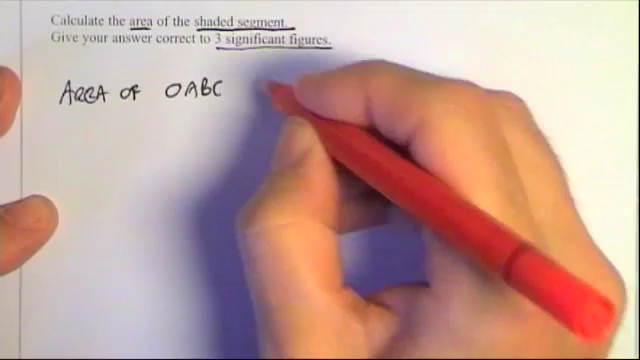 Calculate the area of the shaded segment.
Give your answer correct to 3 significant figures.
AREA OF OABC